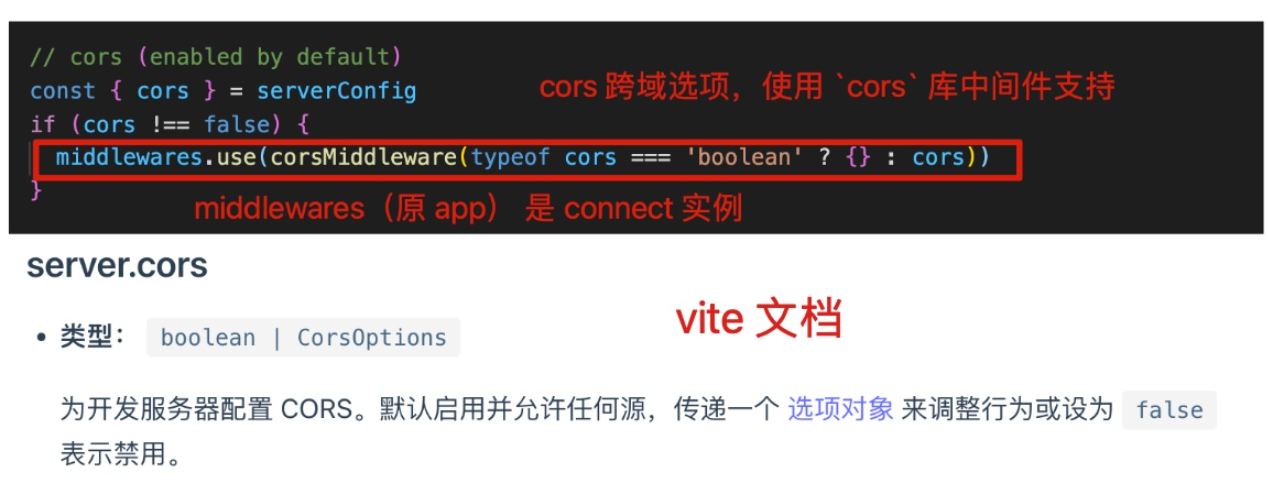 // cors (enabled by default)
const { cors } = serverConfig
cors 跨域选项，使用 `cors` 库中间件支持
if (cors !== false) {
middlewares.use(corsMiddleware(typeof cors === 'boolean' ? {} : cors))
}
middlewares（原 app） 是 connect 实例
server.cors
vite 文档
• 类型： boolean | CorsOptions
为开发服务器配置 CORS。默认启用并允许任何源，传递一个 选项对象 来调整行为或设为 false
表示禁用。